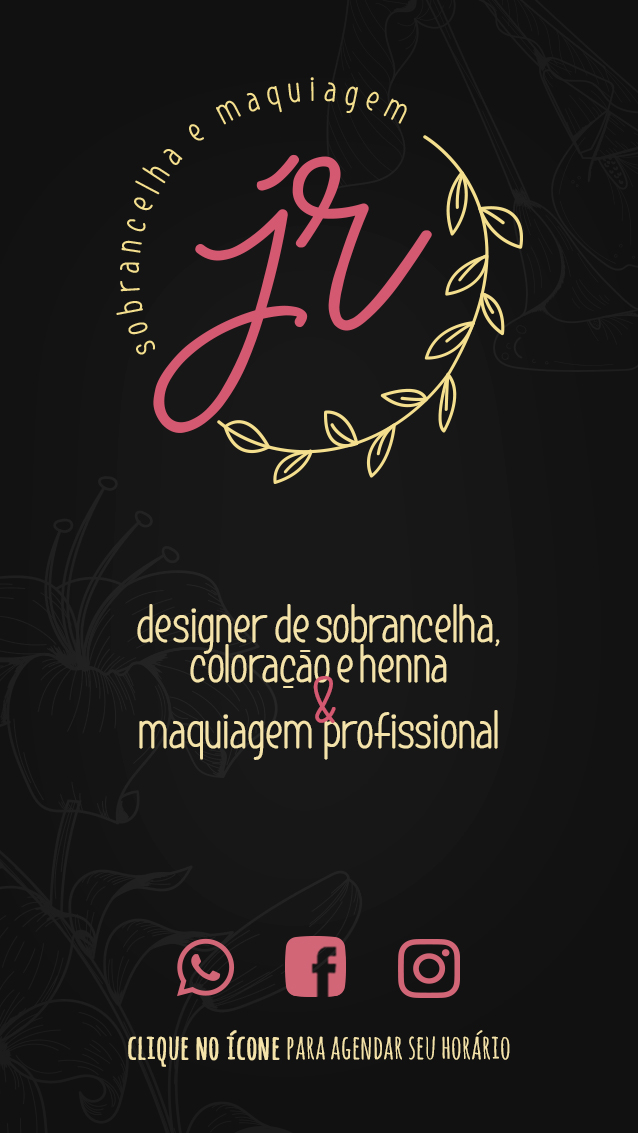 sobrancelha e maquiagem
jr
designer de sobrancelha,
coloração e henna
&
maquiagem profissional
CLIQUE NO ÍCONE PARA AGENDAR SEU HORÁRIO